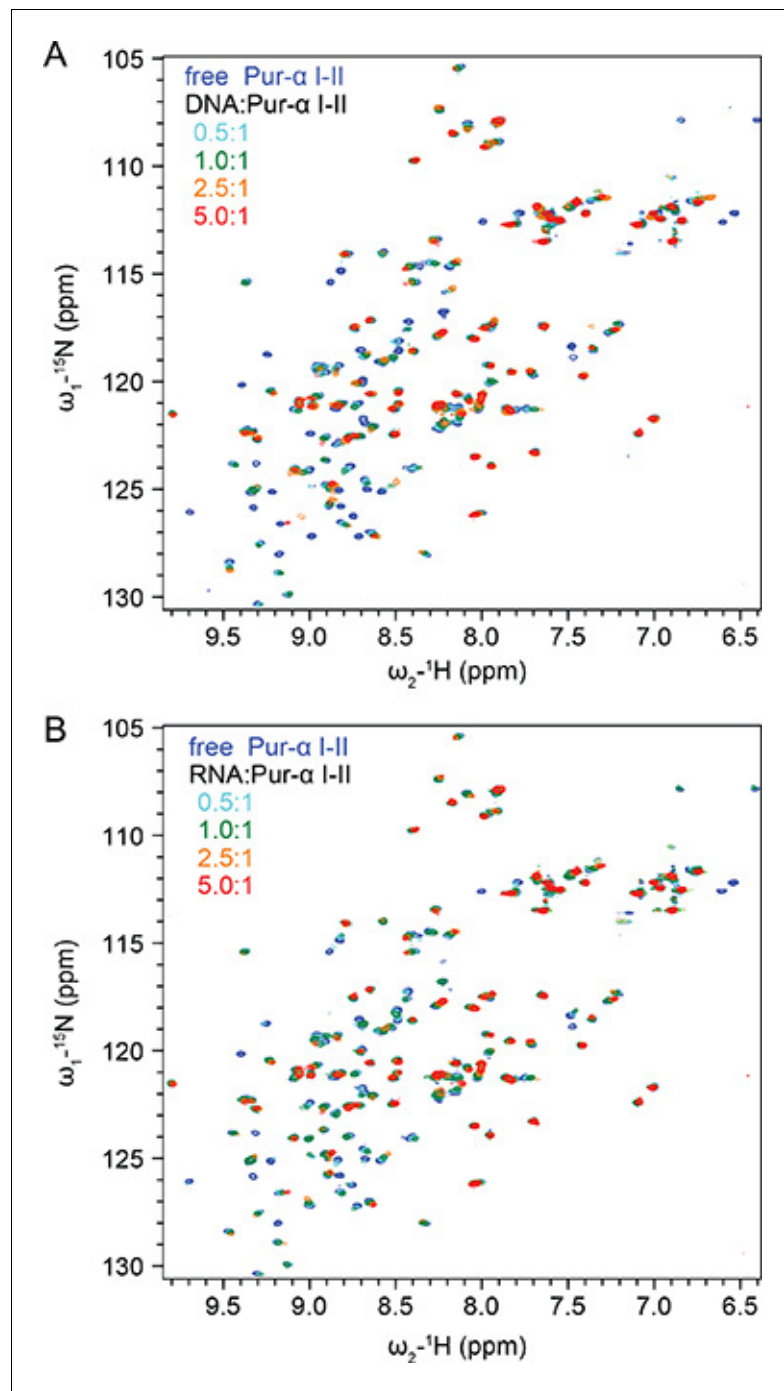 A
free Pur-α I-II
DNA:Pur-α I-II
0.5:1
1.0:1
2.5:1
5.0:1
105
110
115
120
125
130
ω1-15N (ppm)
9.5 9.0 8.5 8.0 7.5 7.0 6.5
ω2-1H (ppm)
B
free Pur-α I-II
RNA:Pur-α I-II
0.5:1
1.0:1
2.5:1
5.0:1
105
110
115
120
125
130
ω1-15N (ppm)
9.5 9.0 8.5 8.0 7.5 7.0 6.5
ω2-1H (ppm)